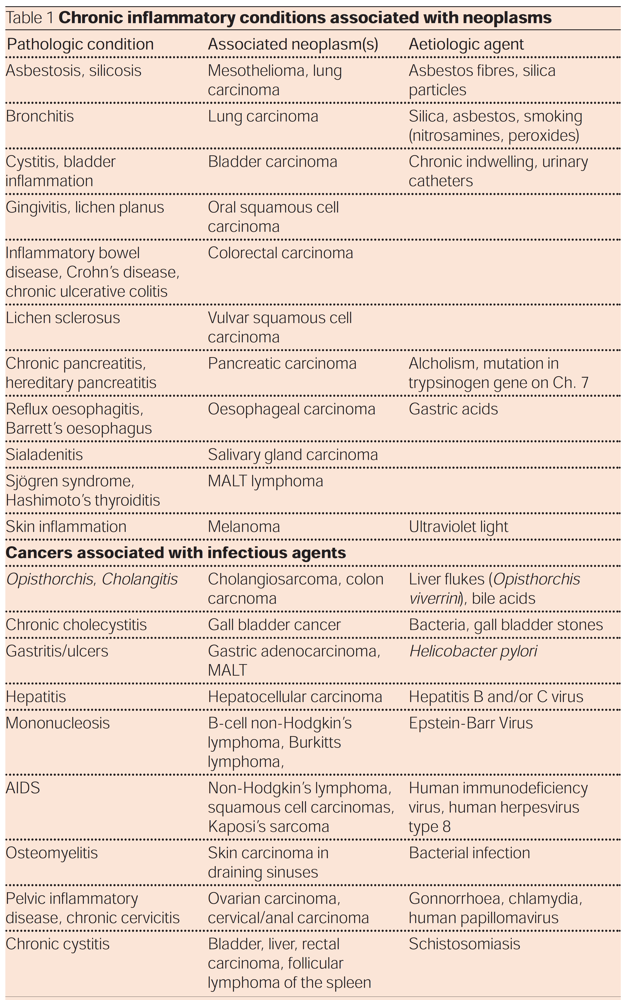 Table 1 Chronic inflammatory conditions associated with neoplasms
Pathologic condition Associated neoplasm(s) Aetiologic agent
Asbestosis, silicosis Mesothelioma, lung Asbestos fibres, silica
carcinoma particles
Bronchitis Lung carcinoma Silica, asbestos, smoking
(nitrosamines, peroxides)
Cystitis, bladder Bladder carcinoma Chronic indwelling, urinary
inflammation catheters
Gingivitis, lichen planus Oral squamous cell
carcinoma
Inflammatory bowel Colorectal carcinoma
disease, Crohn's disease,
chronic ulcerative colitis
Lichen sclerosus Vulvar squamous cell
carcinoma
Chronic pancreatitis, Pancreatic carcinoma Alcholism, mutation in
hereditary pancreatitis trypsinogen gene on Ch. 7
Reflux oesophagitis, Oesophageal carcinoma Gastric acids
Barrett's oesophagus
Sialadenitis Salivary gland carcinoma
Sjögren syndrome, MALT lymphoma
Hashimoto's thyroiditis
Skin inflammation Melanoma Ultraviolet light
Cancers associated with infectious agents
Opisthorchis, Cholangitis Cholangiosarcoma, colon Liver flukes (Opisthorchis
carcnoma viverrini), bile acids
Chronic cholecystitis Gall bladder cancer Bacteria, gall bladder stones
Gastritis/ulcers Gastric adenocarcinoma, Helicobacter pylori
MALT
Hepatitis Hepatocellular carcinoma Hepatitis B and/or C virus
Mononucleosis B-cell non-Hodgkin's Epstein-Barr Virus
lymphoma, Burkitts
lymphoma,
AIDS Non-Hodgkin's lymphoma, Human immunodeficiency
squamous cell carcinomas, virus, human herpesvirus
Kaposi's sarcoma type 8
Osteomyelitis Skin carcinoma in Bacterial infection
draining sinuses
Pelvic inflammatory Ovarian carcinoma, Gonnorrhoea, chlamydia,
disease, chronic cervicitis cervical/anal carcinoma human papillomavirus
Chronic cystitis Bladder, liver, rectal Schistosomiasis
carcinoma, follicular
lymphoma of the spleen